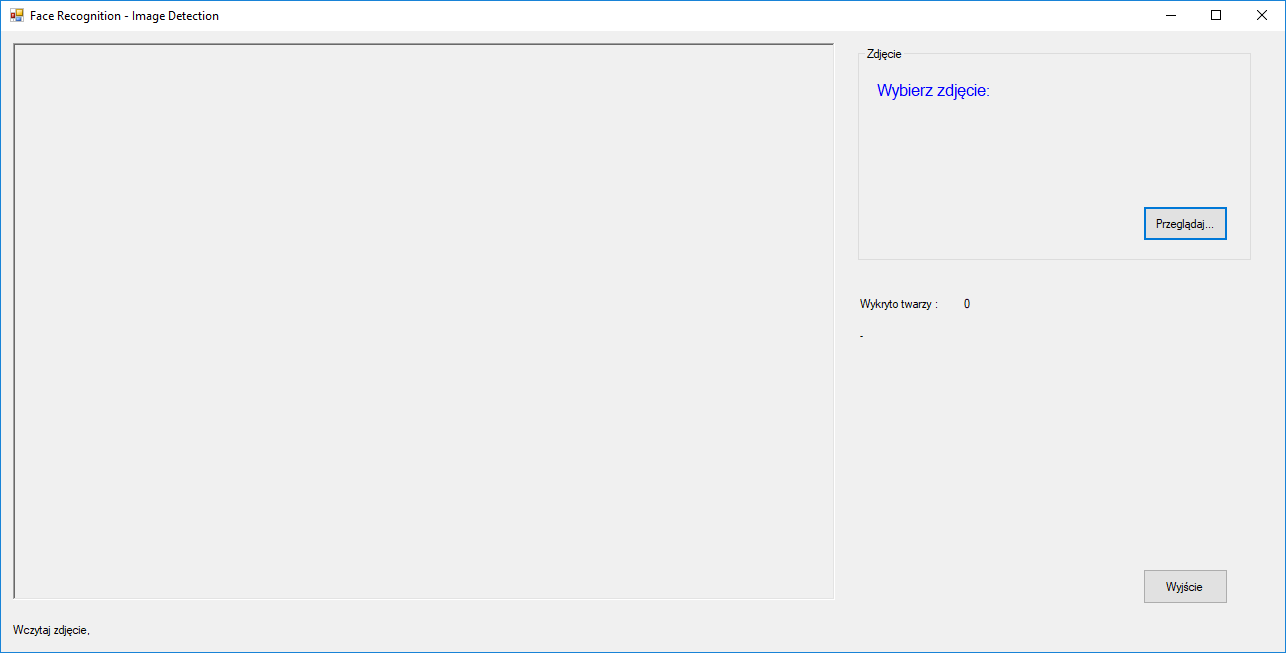 Face Recognition - Image Detection
Zdjęcie
Wybierz zdjęcie:
Przeglądaj...
Wykryto twarzy : 0
-
Wyjście
Wczytaj zdjęcie,